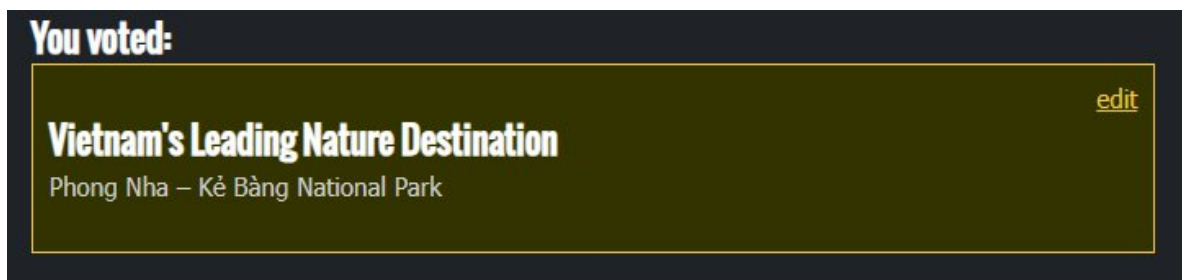 You voted:
edit
Vietnam's Leading Nature Destination
Phong Nha – Kẻ Bàng National Park